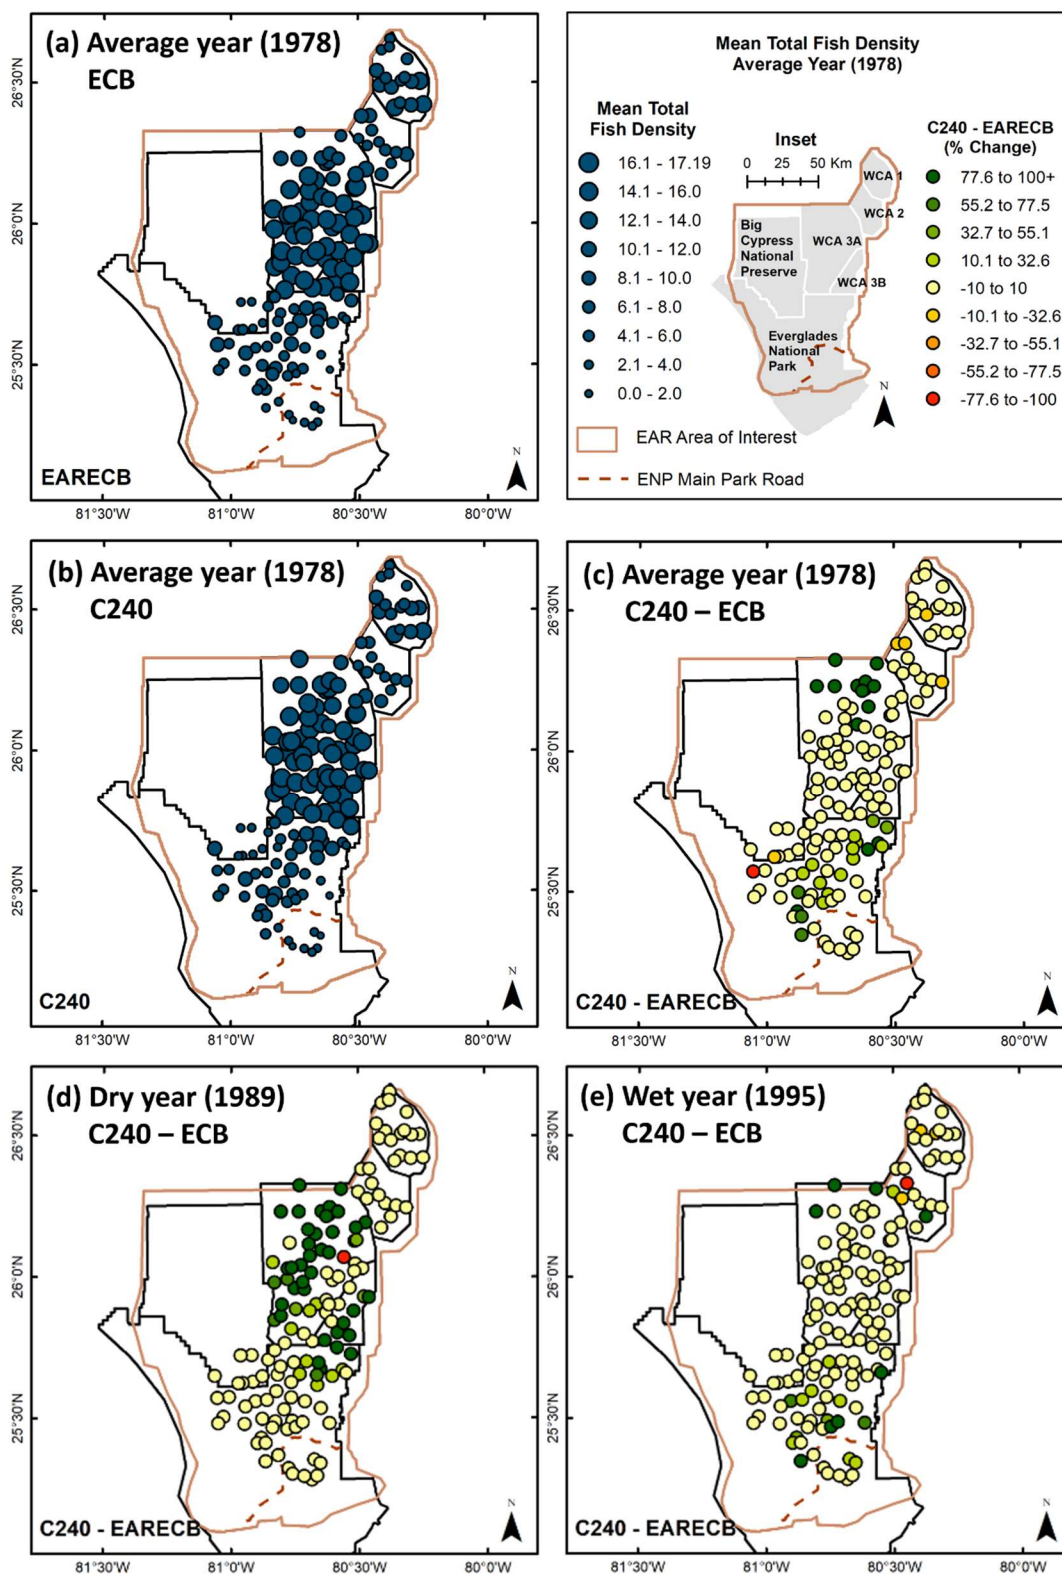 (a) Average year (1978)
ECB
26°30'N
26°0'N
25°30'N
EARECB
N
81°30'W
81°0'W
80°30'W
80°0'W
Mean Total Fish Density
Average Year (1978)
Mean Total
Fish Density
16.1 - 17.19
14.1 - 16.0
12.1 - 14.0
10.1 - 12.0
8.1 - 10.0
6.1 - 8.0
4.1 - 6.0
2.1 - 4.0
0.0 - 2.0
Inset
0 25 50 Km
WCA 1
WCA 2
Big
Cypress
National
Preserve
WCA 3A
WCA 3B
Everglades
National
Park
N
C240 - EARECB
(% Change)
77.6 to 100+
55.2 to 77.5
32.7 to 55.1
10.1 to 32.6
-10 to 10
-10.1 to -32.6
-32.7 to -55.1
-55.2 to -77.5
-77.6 to -100
EAR Area of Interest
ENP Main Park Road
(b) Average year (1978)
C240
26°30'N
26°0'N
25°30'N
C240
N
81°30'W
81°0'W
80°30'W
80°0'W
(c) Average year (1978)
C240 – ECB
26°30'N
26°0'N
25°30'N
C240 - EARECB
N
81°30'W
81°0'W
80°30'W
80°0'W
(d) Dry year (1989)
C240 – ECB
26°30'N
26°0'N
25°30'N
C240 - EARECB
N
81°30'W
81°0'W
80°30'W
80°0'W
(e) Wet year (1995)
C240 – ECB
26°30'N
26°0'N
25°30'N
C240 - EARECB
N
81°30'W
81°0'W
80°30'W
80°0'W